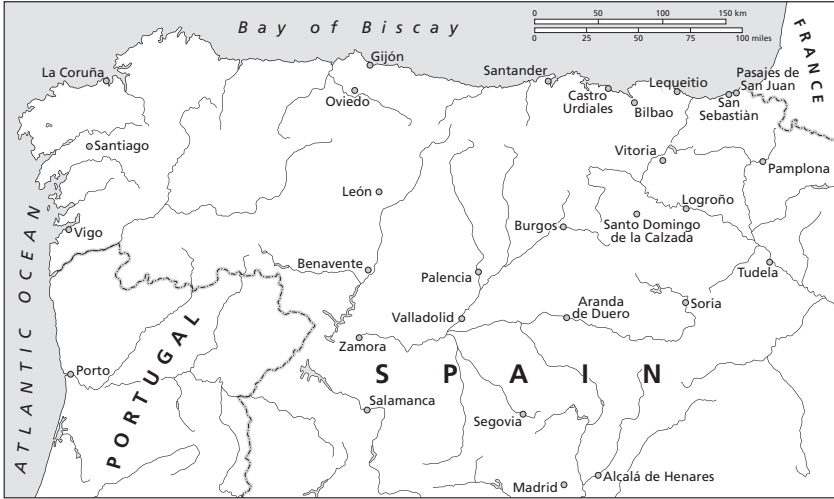 Bay of Biscay
0 50 100 150 km
0 25 50 75 100 miles
FRANCE
La Coruña
Gijón
Oviedo
Santander
Castro
Urdiales
Lequeitio
Bilbao
Pasajes de
San Juan
San
Sebastiàn
Santiago
Vitoria
Pamplona
León
Logroño
Vigo
Burgos
Santo Domingo
de la Calzada
Benavente
Palencia
Tudela
Valladolid
Aranda
de Duero
Soria
Zamora
ATLANTIC OCEAN
PORTUGAL
Porto
SPAIN
Salamanca
Segovia
Madrid
Alcalá de Henares